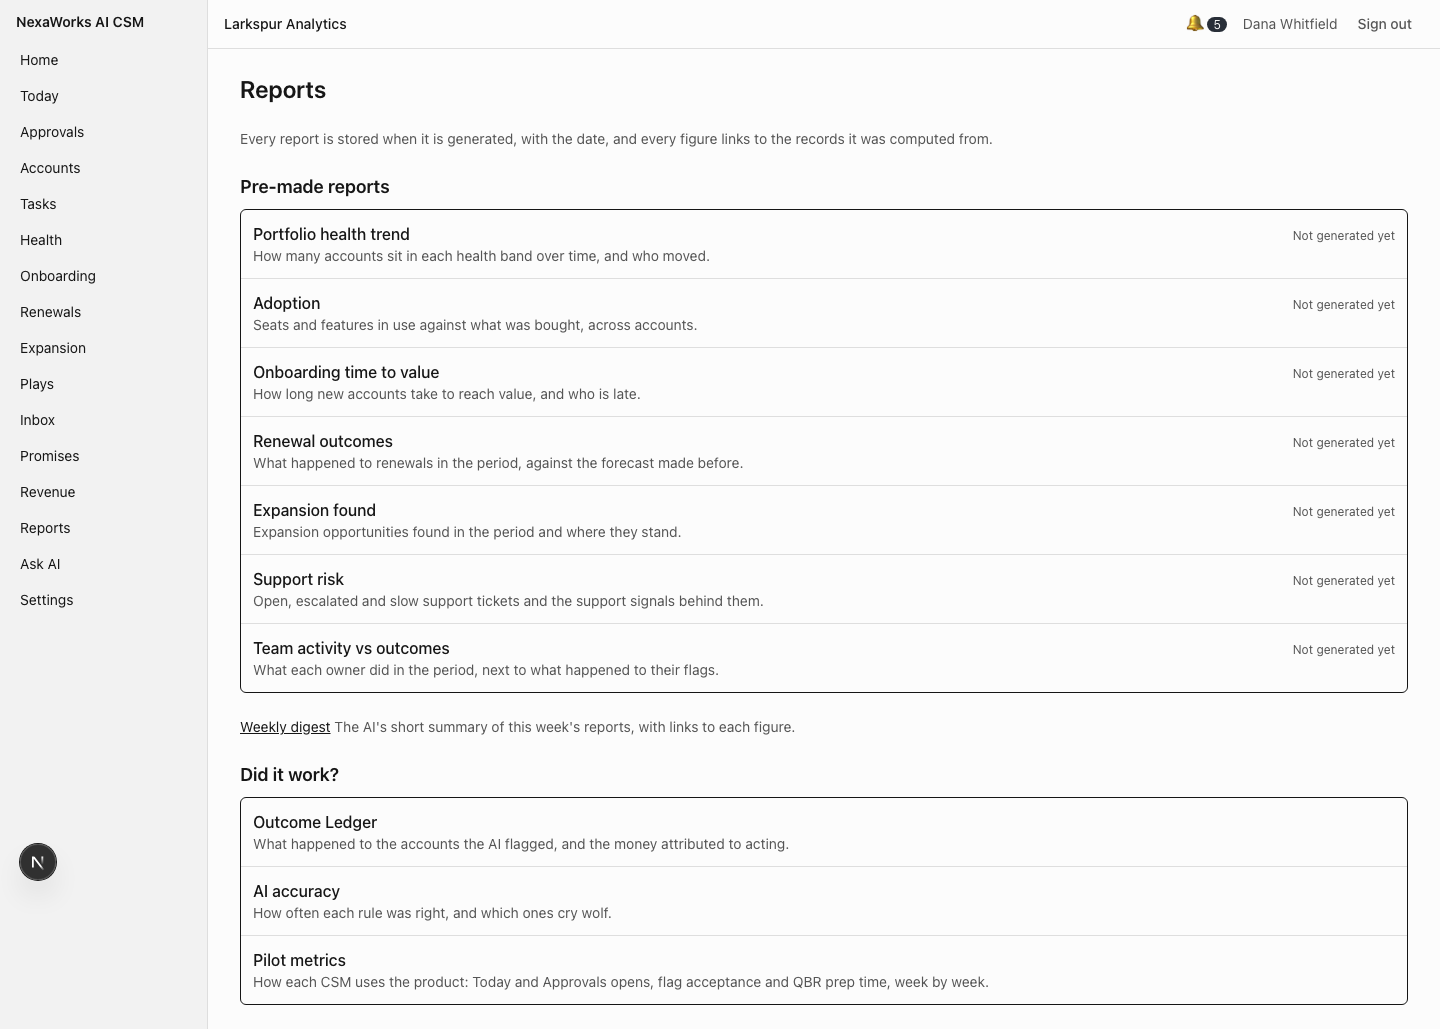 NexaWorks AI CSM
Home
Today
Approvals
Accounts
Tasks
Health
Onboarding
Renewals
Expansion
Plays
Inbox
Promises
Revenue
Reports
Ask AI
Settings
N
Larkspur Analytics
5
Dana Whitfield
Sign out
Reports
Every report is stored when it is generated, with the date, and every figure links to the records it was computed from.
Pre-made reports
Portfolio health trend
Not generated yet
How many accounts sit in each health band over time, and who moved.
Adoption
Not generated yet
Seats and features in use against what was bought, across accounts.
Onboarding time to value
Not generated yet
How long new accounts take to reach value, and who is late.
Renewal outcomes
Not generated yet
What happened to renewals in the period, against the forecast made before.
Expansion found
Not generated yet
Expansion opportunities found in the period and where they stand.
Support risk
Not generated yet
Open, escalated and slow support tickets and the support signals behind them.
Team activity vs outcomes
Not generated yet
What each owner did in the period, next to what happened to their flags.
Weekly digest The AI's short summary of this week's reports, with links to each figure.
Did it work?
Outcome Ledger
What happened to the accounts the AI flagged, and the money attributed to acting.
AI accuracy
How often each rule was right, and which ones cry wolf.
Pilot metrics
How each CSM uses the product: Today and Approvals opens, flag acceptance and QBR prep time, week by week.